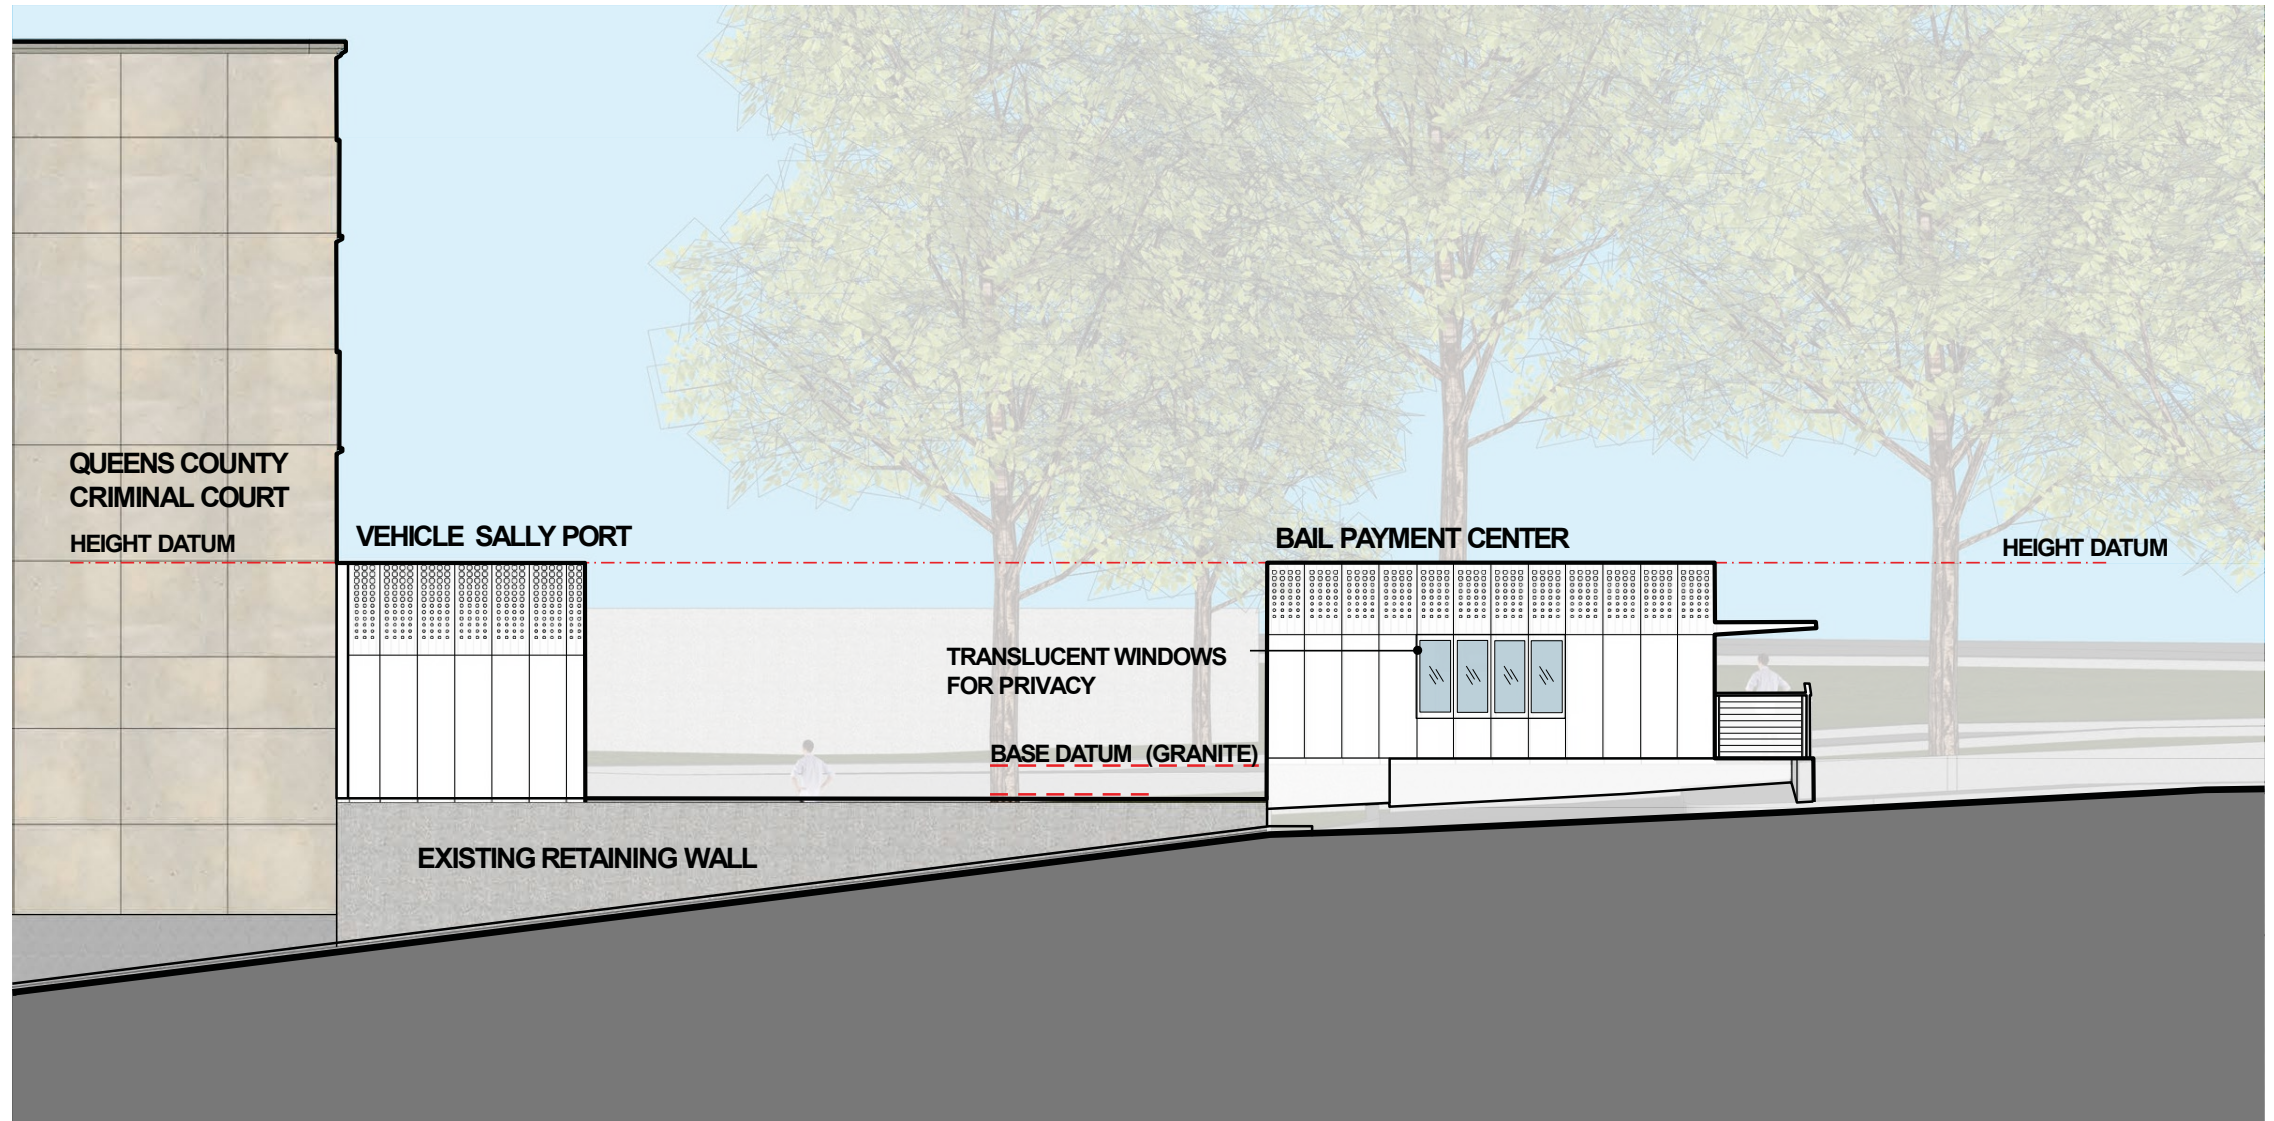 QUEENS COUNTY
CRIMINAL COURT
HEIGHT DATUM
VEHICLE SALLY PORT
BAIL PAYMENT CENTER
HEIGHT DATUM
TRANSLUCENT WINDOWS
FOR PRIVACY
BASE DATUM (GRANITE)
EXISTING RETAINING WALL